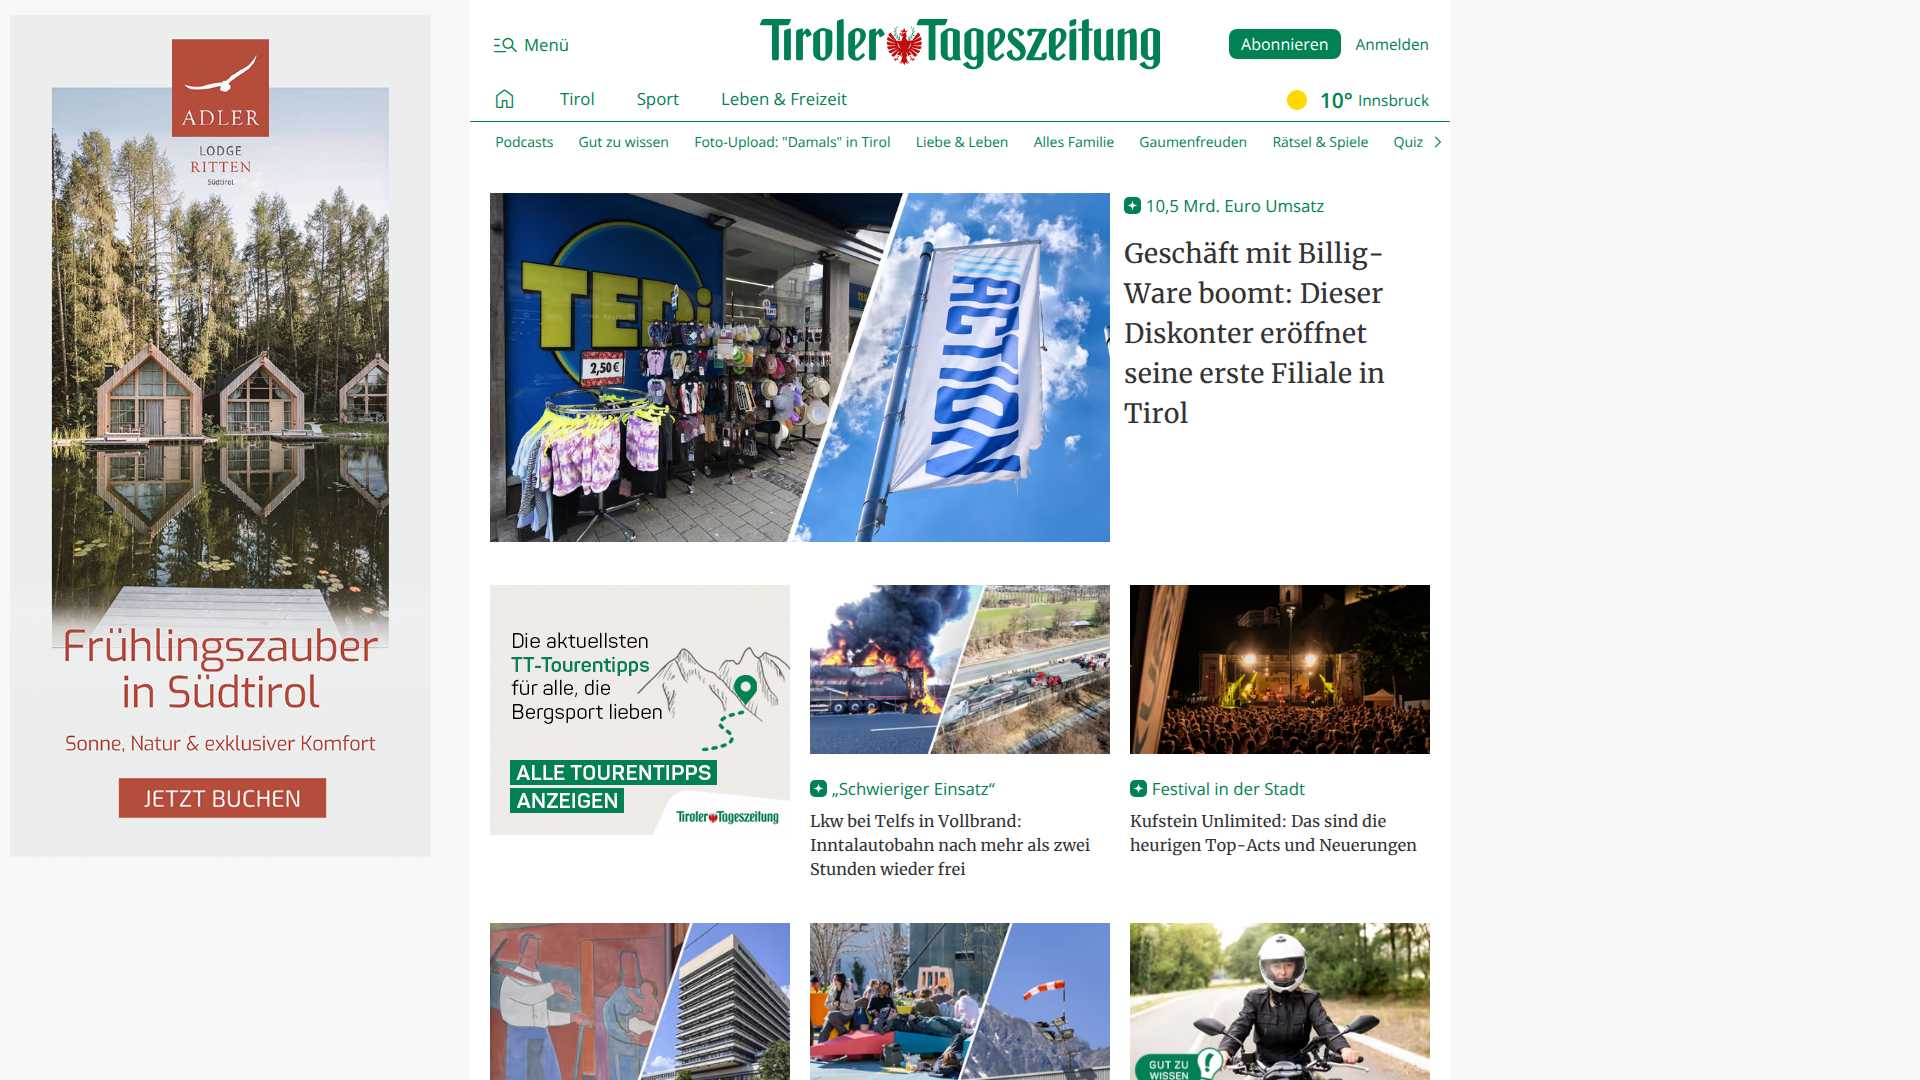 ADLER
LODGE
RITTEN
Südtirol
Frühlingszauber
in Südtirol
Sonne, Natur & exklusiver Komfort
JETZT BUCHEN
Menü
Tiroler Tageszeitung
Abonnieren
Anmelden
Tirol
Sport
Leben & Freizeit
10° Innsbruck
Podcasts
Gut zu wissen
Foto-Upload: "Damals" in Tirol
Liebe & Leben
Alles Familie
Gaumenfreuden
Rätsel & Spiele
Quiz
TEDi
2,50€
ACTION
10,5 Mrd. Euro Umsatz
Geschäft mit Billig-
Ware boomt: Dieser
Diskonter eröffnet
seine erste Filiale in
Tirol
Die aktuellsten
TT-Tourentipps
für alle, die
Bergsport lieben
ALLE TOURENTIPPS
ANZEIGEN
Tiroler Tageszeitung
„Schwieriger Einsatz“
Lkw bei Telfs in Vollbrand:
Inntalautobahn nach mehr als zwei
Stunden wieder frei
Festival in der Stadt
Kufstein Unlimited: Das sind die
heurigen Top-Acts und Neuerungen
GUT ZU
WISSEN